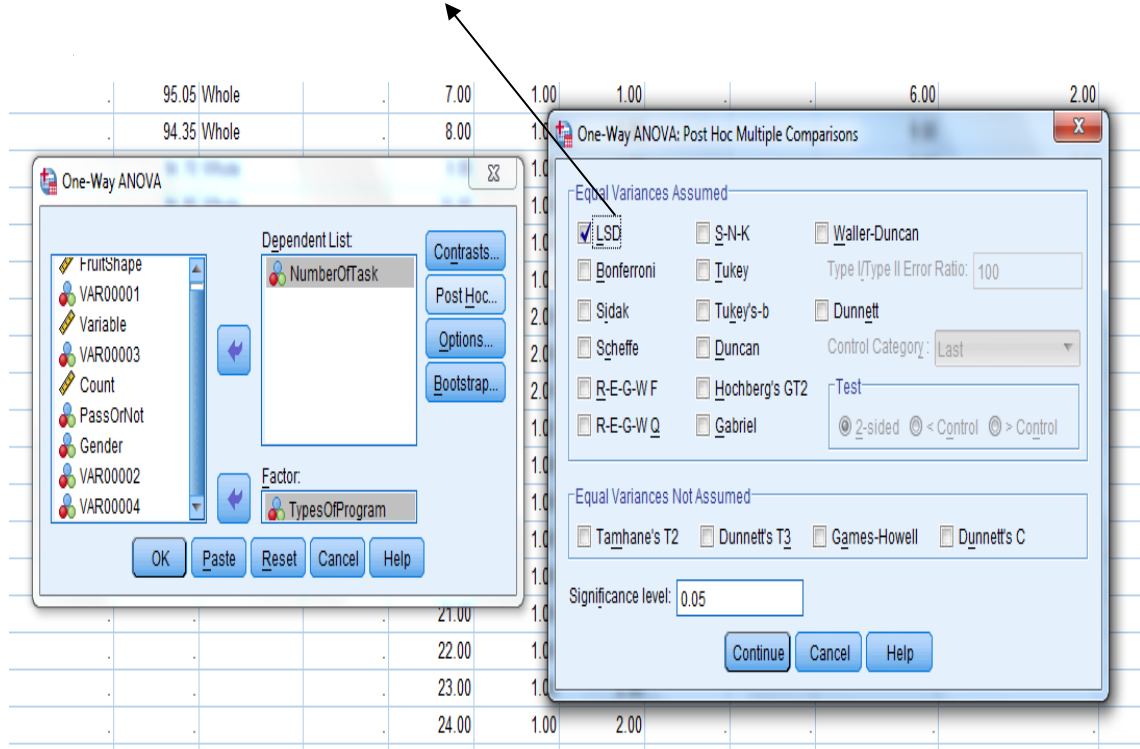 . 95.05 Whole . 7.00 1.00 1.00 . . 6.00 2.00
. 94.35 Whole . 8.00
One-Way ANOVA
FruitShape
VAR00001
Variable
VAR00003
Count
PassOrNot
Gender
VAR00002
VAR00004
Dependent List:
NumberOfTask
Factor:
TypesOfProgram
Contrasts...
Post Hoc...
Options...
Bootstrap...
OK Paste Reset Cancel Help
One-Way ANOVA: Post Hoc Multiple Comparisons
Equal Variances Assumed
LSD S-N-K Waller-Duncan
Bonferroni Tukey Type I/Type II Error Ratio: 100
Sidak Tukey's-b Dunnett
Scheffe Duncan Control Category: Last
R-E-G-W F Hochberg's GT2 Test
R-E-G-W Q Gabriel 2-sided < Control > Control
Equal Variances Not Assumed
Tamhane's T2 Dunnett's T3 Games-Howell Dunnett's C
Significance level: 0.05
Continue Cancel Help
. . . 21.00
. . . 22.00
. . . 23.00
. . . 24.00 1.00 2.00 . . . .